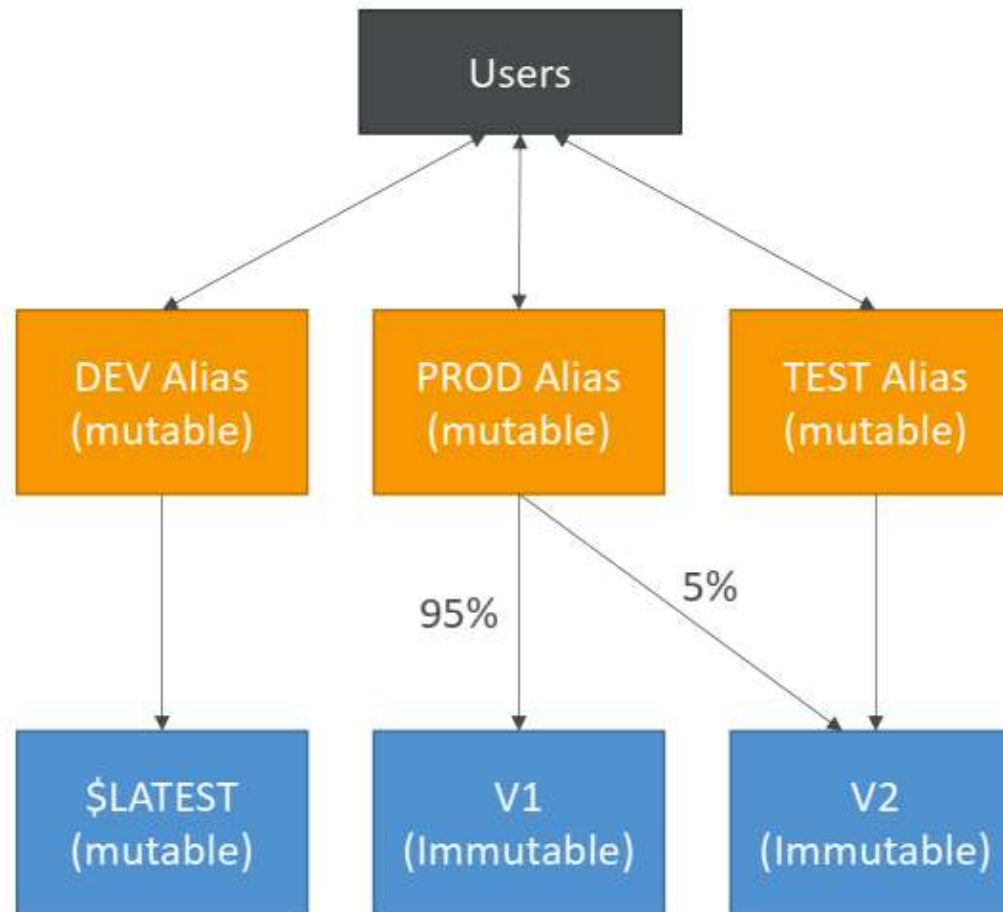 Users
DEV Alias
(mutable)
PROD Alias
(mutable)
TEST Alias
(mutable)
95%
5%
$LATEST
(mutable)
V1
(Immutable)
V2
(Immutable)